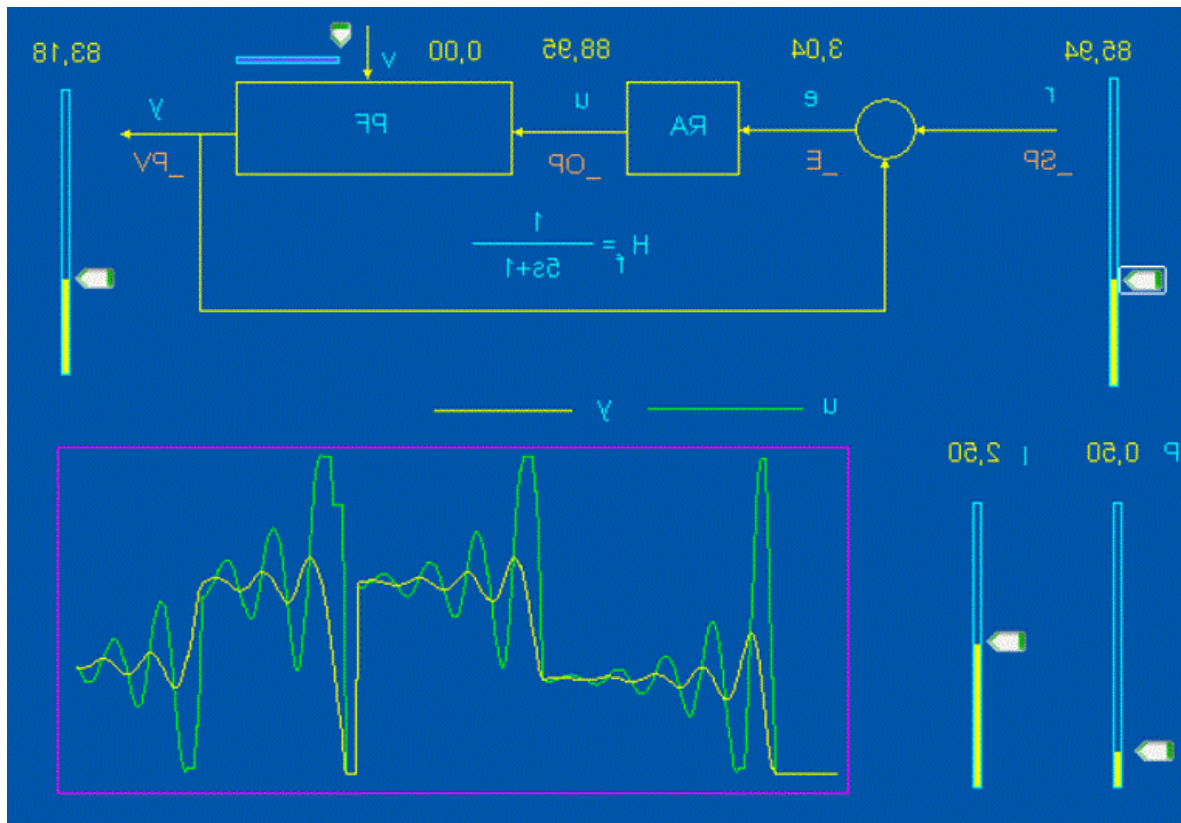 85,94
3,04
88,95
0,00
83,18
v
r
e
u
y
RA
PF
_SP
_E
_OP
_PV
H_f = 1
5s+1
u
y
P 0,50
I 2,50